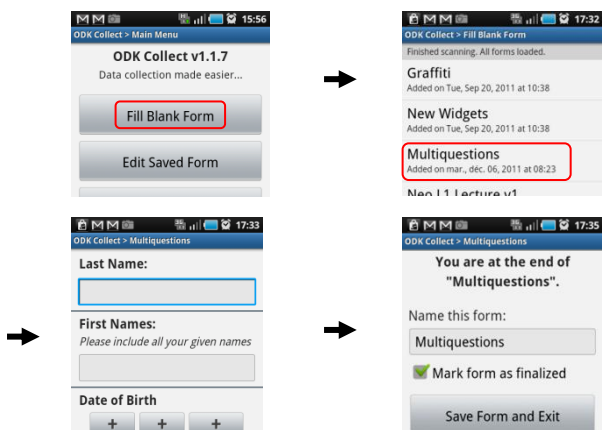 15:56
ODK Collect > Main Menu
ODK Collect v1.1.7
Data collection made easier...
Fill Blank Form
Edit Saved Form
17:32
ODK Collect > Fill Blank Form
Finished scanning. All forms loaded.
Graffiti
Added on Tue, Sep 20, 2011 at 10:38
New Widgets
Added on Tue, Sep 20, 2011 at 10:38
Multiquestions
Added on mar., déc. 06, 2011 at 08:23
Neo L1 Lecture v1
17:33
ODK Collect > Multiquestions
Last Name:
First Names:
Please include all your given names
Date of Birth
+ + +
17:35
ODK Collect > Multiquestions
You are at the end of
"Multiquestions".
Name this form:
Multiquestions
Mark form as finalized
Save Form and Exit